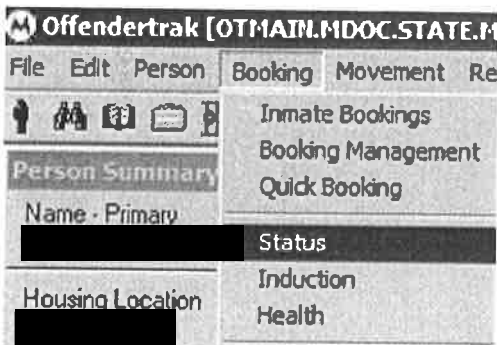 Offendertrak [OTMAIN.MDOC.STATE.M
File Edit Person Booking Movement Re
Inmate Bookings
Booking Management
Quick Booking
Person Summary
Name - Primary
Status
Induction
Health
Housing Location